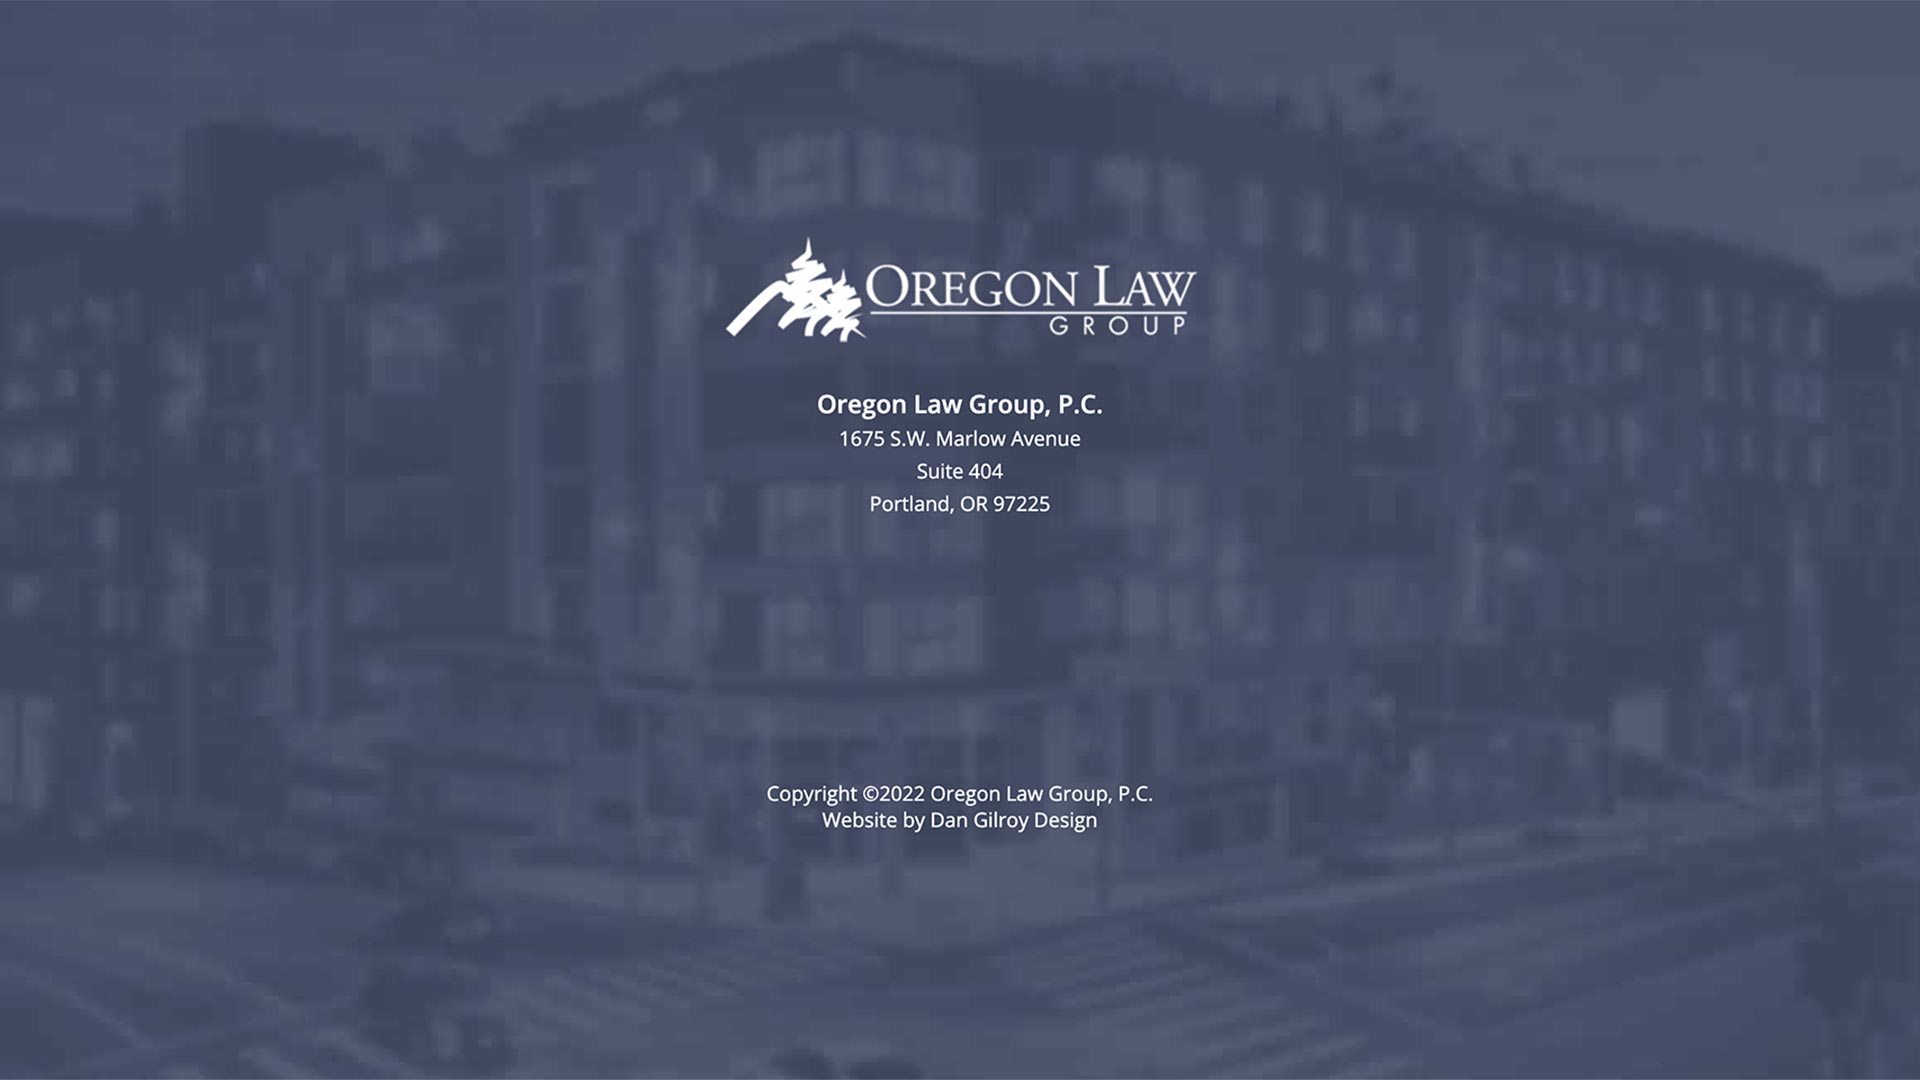 OREGON LAW
GROUP
Oregon Law Group, P.C.
1675 S.W. Marlow Avenue
Suite 404
Portland, OR 97225
Copyright ©2022 Oregon Law Group, P.C.
Website by Dan Gilroy Design